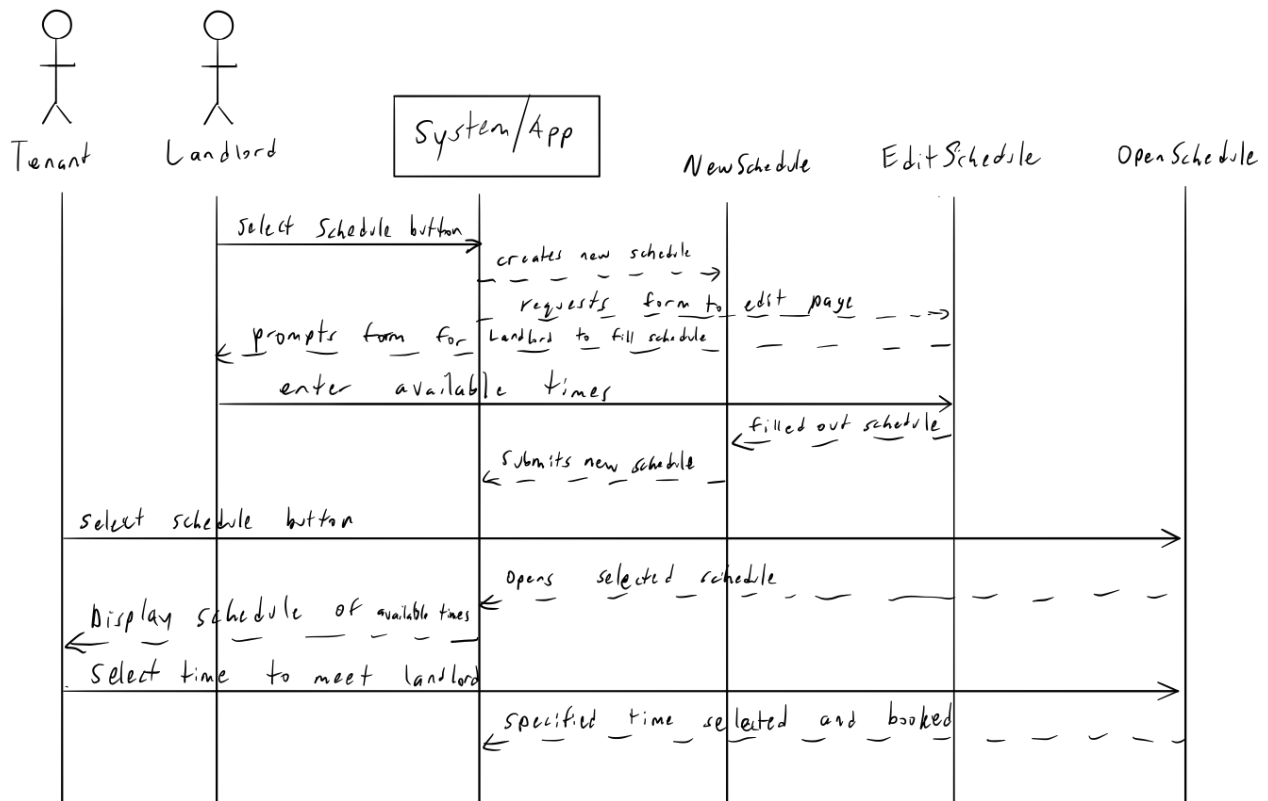 Tenant
Landlord
System/App
NewSchedule
EditSchedule
OpenSchedule
select schedule button
creates new schedule
requests form to edit page
prompts form for Landlord to fill schedule
enter available times
filled out schedule
submits new schedule
select schedule button
opens selected schedule
Display schedule of available times
select time to meet landlord
specified time selected and booked